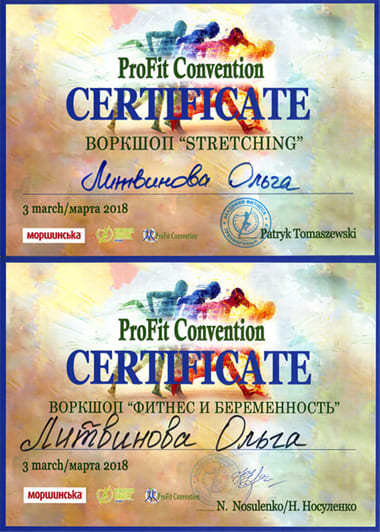 ProFit Convention
CERTIFICATE
ВОРКШОП “STRETCHING”
Литвинова Ольга
3 march/марта 2018
моршинська
ProFit Convention
Patryk Tomaszewski
ProFit Convention
CERTIFICATE
ВОРКШОП “ФИТНЕС И БЕРЕМЕННОСТЬ”
Литвинова Ольга
3 march/марта 2018
моршинська
ProFit Convention
N. Nosulenko/Н. Носуленко